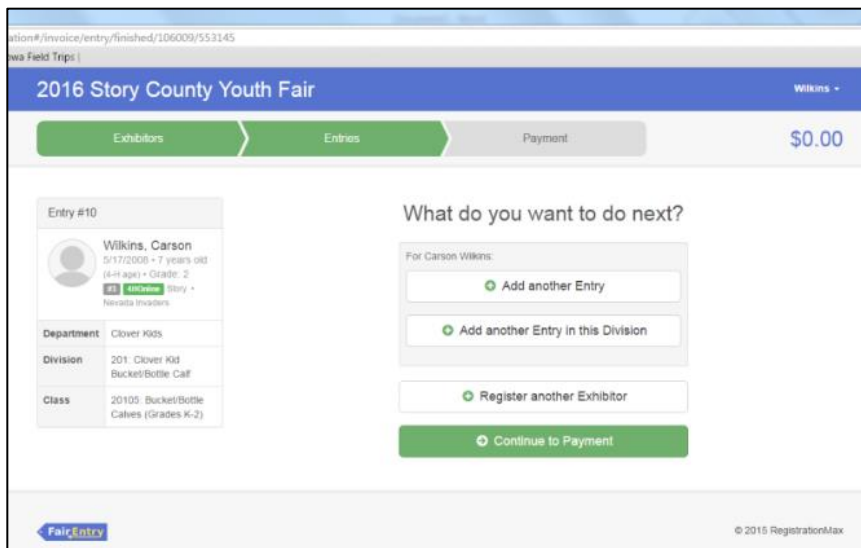 ation#/invoice/entry/finished/106009/553145
owa Field Trips |
2016 Story County Youth Fair
Wilkins
Exhibitors
Entries
Payment
$0.00
Entry #10
Wilkins, Carson
5/17/2008 • 7 years old
(4-H age) • Grade: 2
#3 4HOnline Story •
Nevada Invaders
Department Clover Kids
Division 201: Clover Kid
Bucket/Bottle Calf
Class 20105: Bucket/Bottle
Calves (Grades K-2)
What do you want to do next?
For Carson Wilkins:
Add another Entry
Add another Entry in this Division
Register another Exhibitor
Continue to Payment
FairEntry
© 2015 RegistrationMax